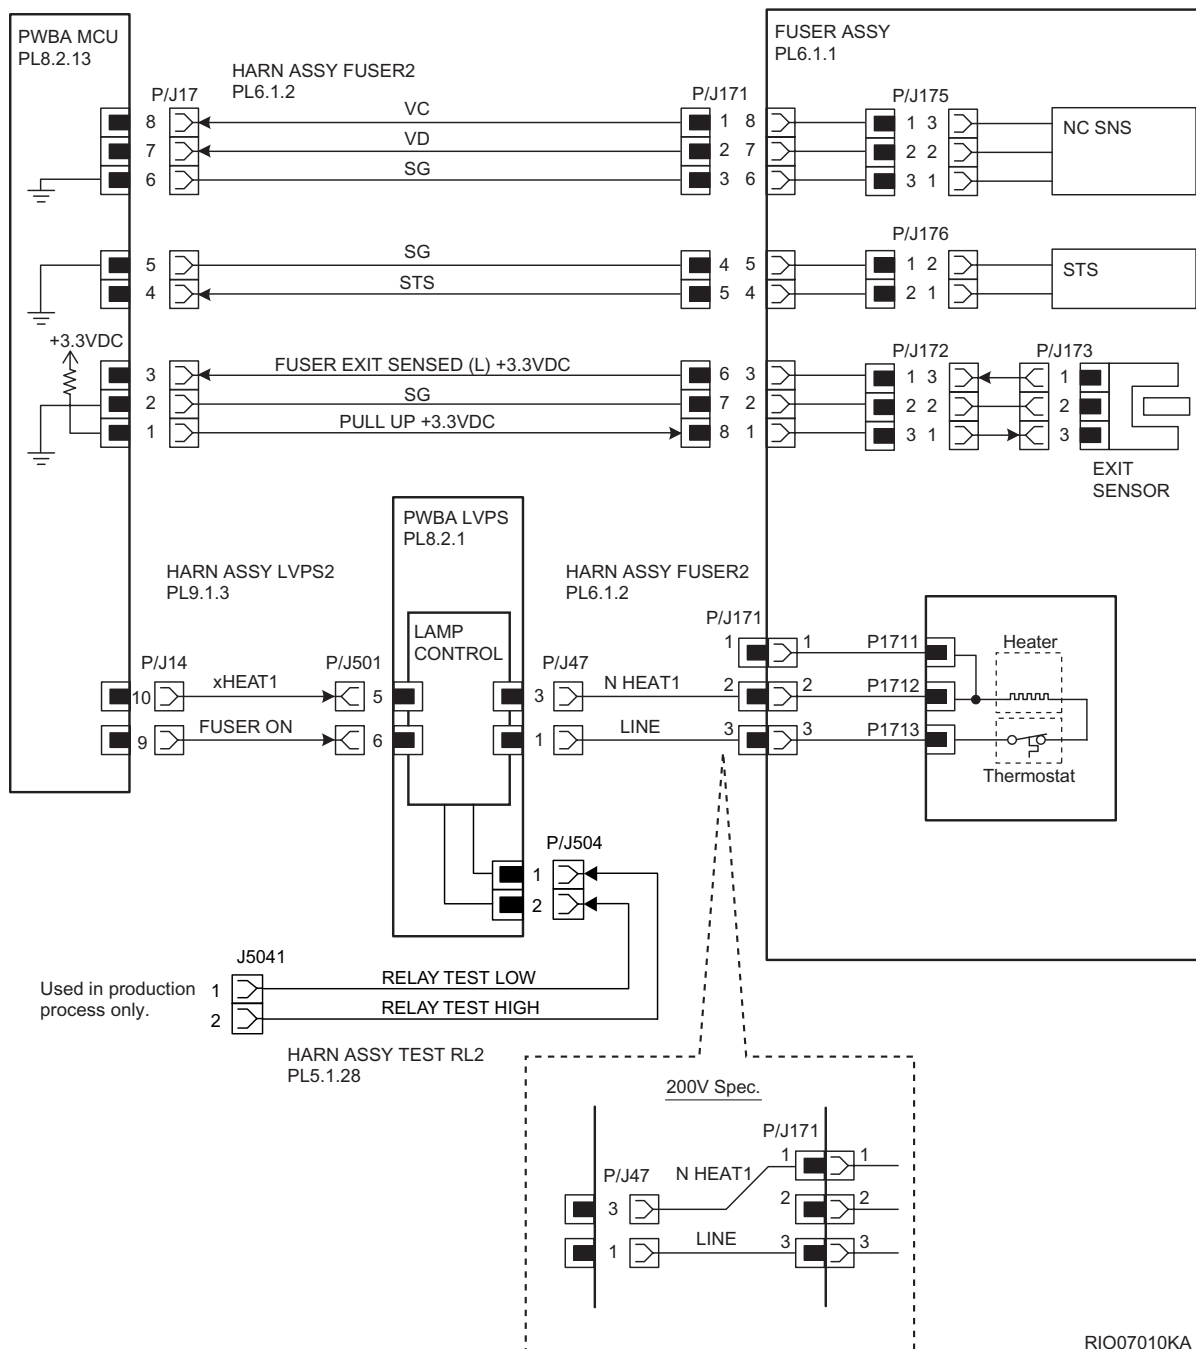 PWBA MCU
PL8.2.13
FUSER ASSY
PL6.1.1
HARN ASSY FUSER2
PL6.1.2
P/J17
P/J171
P/J175
8 VC 1 8 1 3 NC SNS
7 VD 2 7 2 2
6 SG 3 6 3 1
P/J176
5 SG 4 5 1 2 STS
4 STS 5 4 2 1
+3.3VDC
P/J172
P/J173
3 FUSER EXIT SENSED (L) +3.3VDC 6 3 1 3 1
2 SG 7 2 2 2 2
1 PULL UP +3.3VDC 8 1 3 1 3
EXIT
SENSOR
PWBA LVPS
PL8.2.1
HARN ASSY LVPS2
PL9.1.3
HARN ASSY FUSER2
PL6.1.2
LAMP
CONTROL
P/J171
1 1 P1711
Heater
P/J14
P/J501
P/J47
10 xHEAT1 5 3 N HEAT1 2 2 P1712
9 FUSER ON 6 1 LINE 3 3 P1713
Thermostat
P/J504
1
2
J5041
Used in production
process only.
1 RELAY TEST LOW
2 RELAY TEST HIGH
HARN ASSY TEST RL2
PL5.1.28
200V Spec.
P/J171
P/J47
N HEAT1
1 1
3 2 2
1 LINE 3 3
RIO07010KA